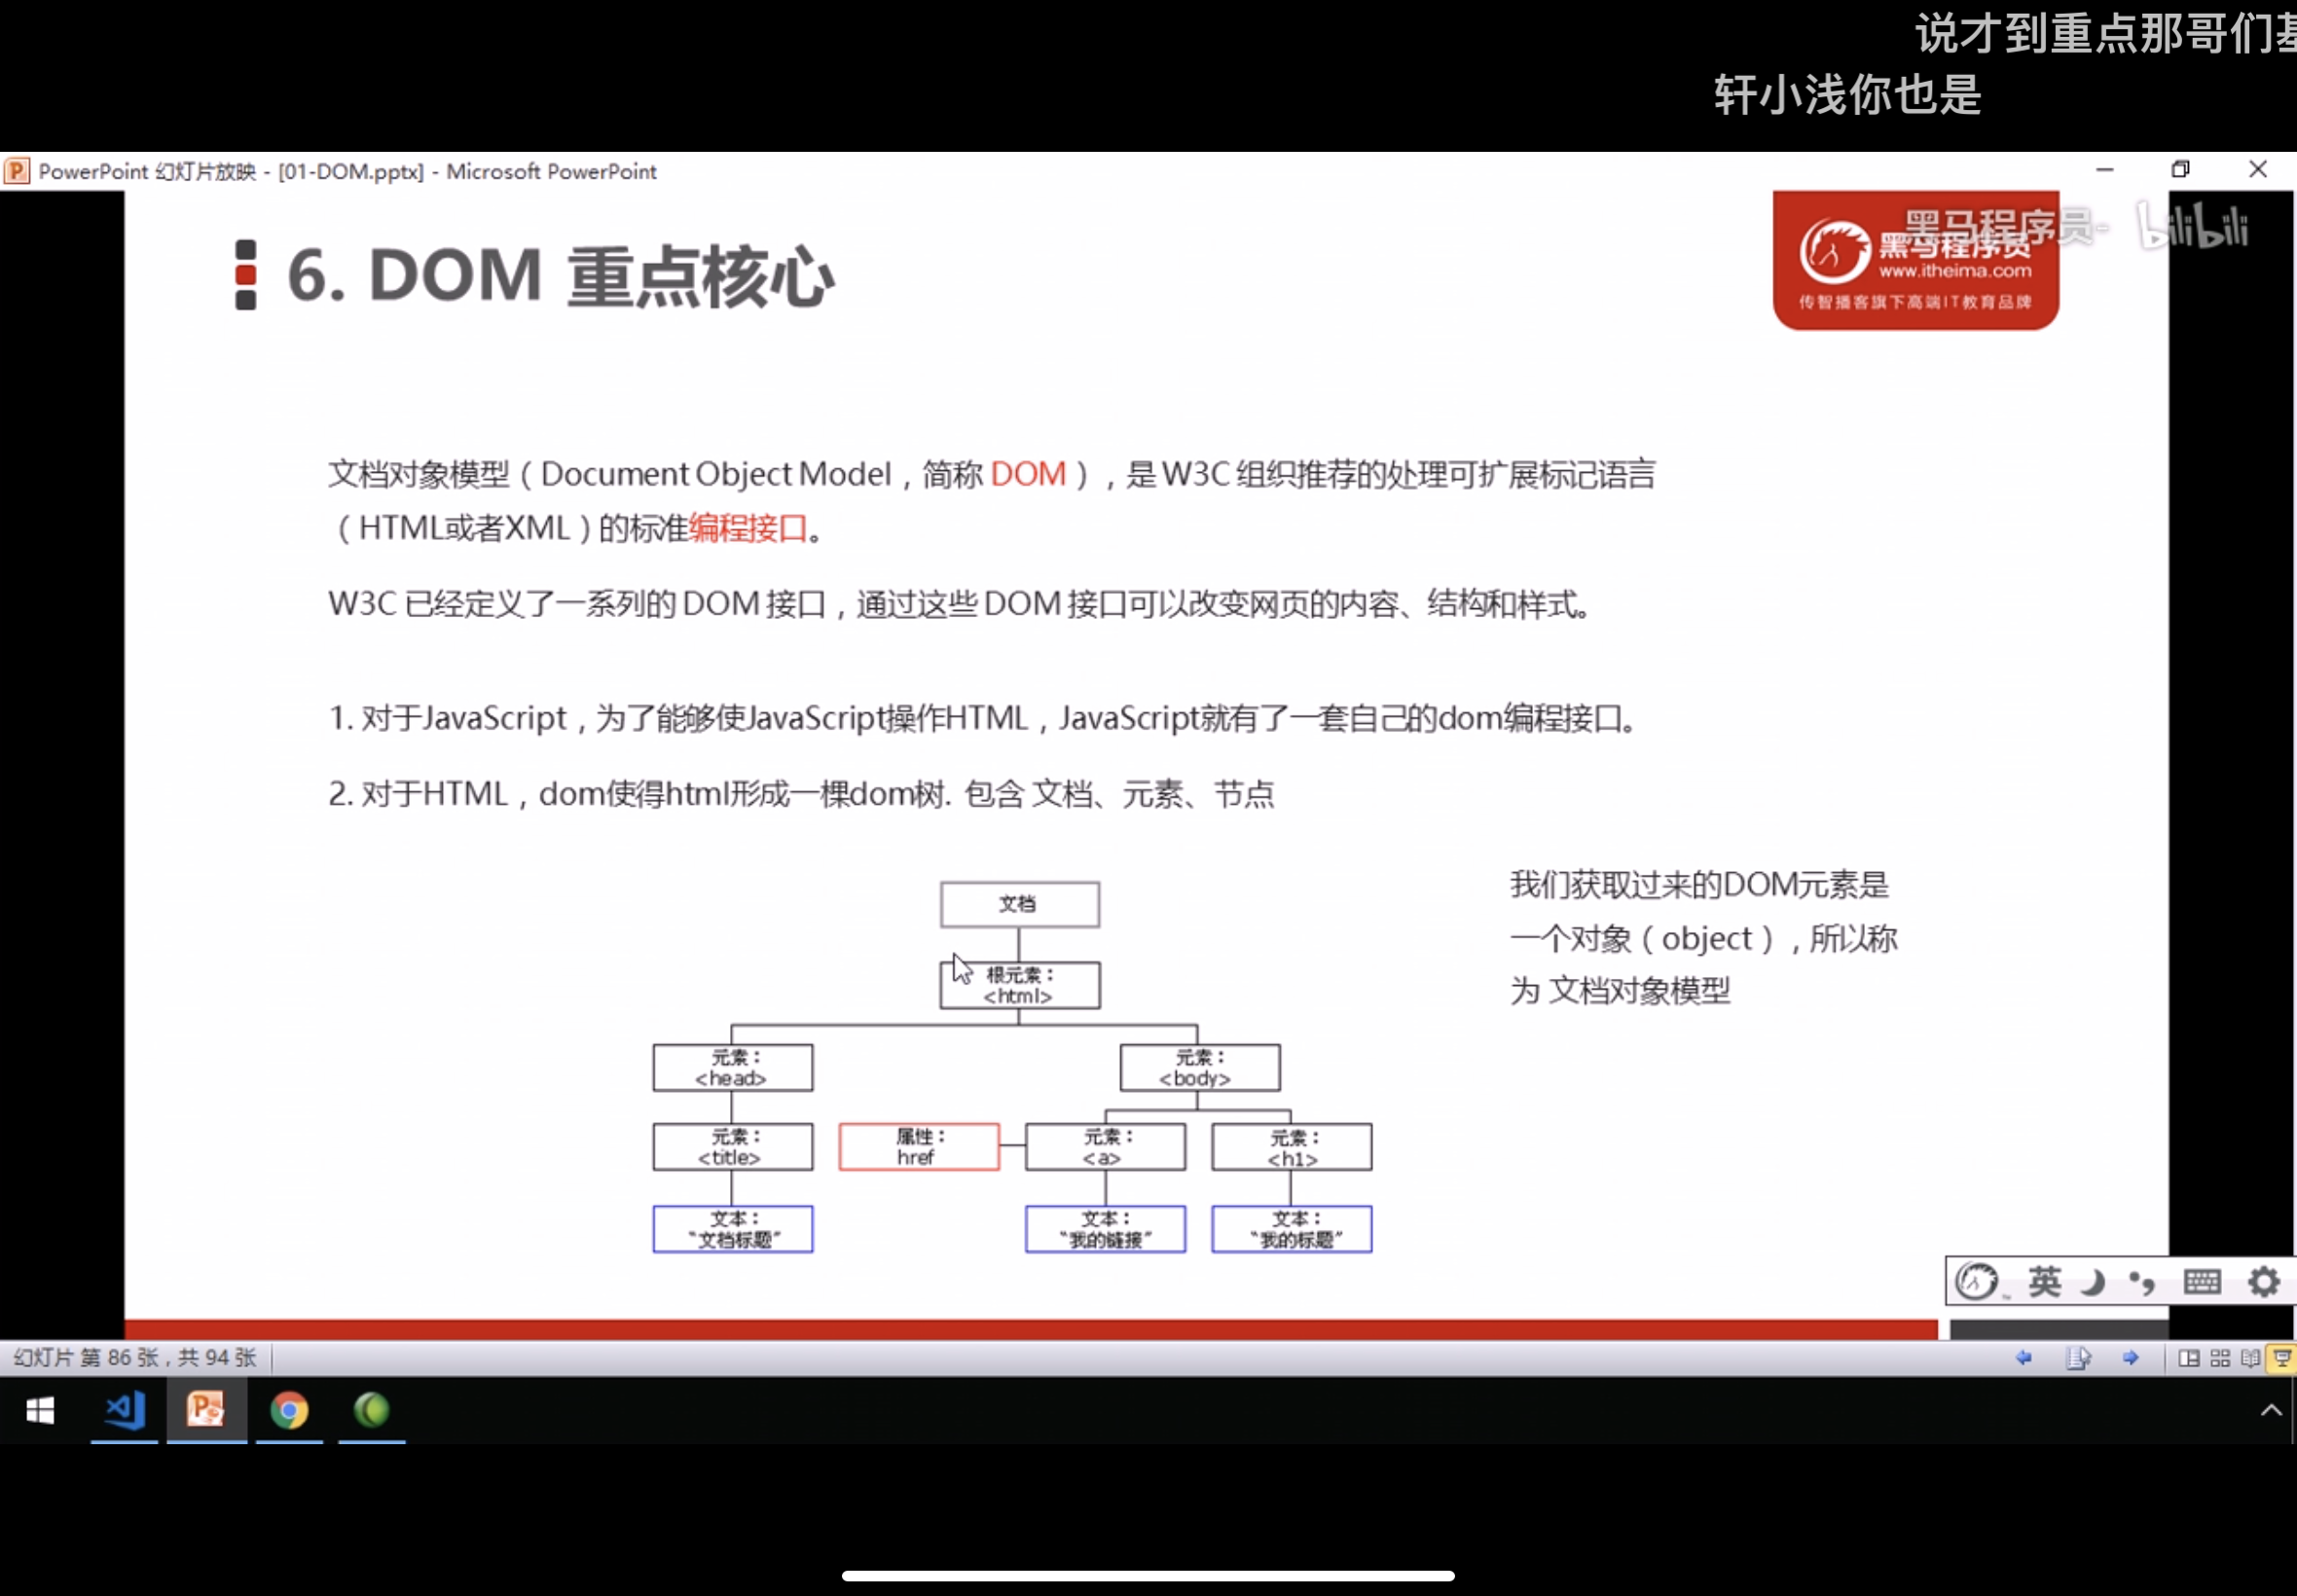 说才到重点那哥们基
轩小浅你也是
PowerPoint 幻灯片放映 - [01-DOM.pptx] - Microsoft PowerPoint
6. DOM 重点核心
黑马程序员-
bilibili
黑马程序员
www.itheima.com
传智播客旗下高端IT教育品牌
文档对象模型（Document Object Model，简称 DOM），是 W3C 组织推荐的处理可扩展标记语言
（HTML或者XML）的标准编程接口。
W3C 已经定义了一系列的 DOM 接口，通过这些 DOM 接口可以改变网页的内容、结构和样式。
1. 对于JavaScript，为了能够使JavaScript操作HTML，JavaScript就有了一套自己的dom编程接口。
2. 对于HTML，dom使得html形成一棵dom树. 包含 文档、元素、节点
我们获取过来的DOM元素是
一个对象（object），所以称
为 文档对象模型
文档
根元素：
<html>
元素：
<head>
元素：
<body>
元素：
<title>
属性：
href
元素：
<a>
元素：
<h1>
文本：
"文档标题"
文本：
"我的链接"
文本：
"我的标题"
英
幻灯片 第 86 张，共 94 张